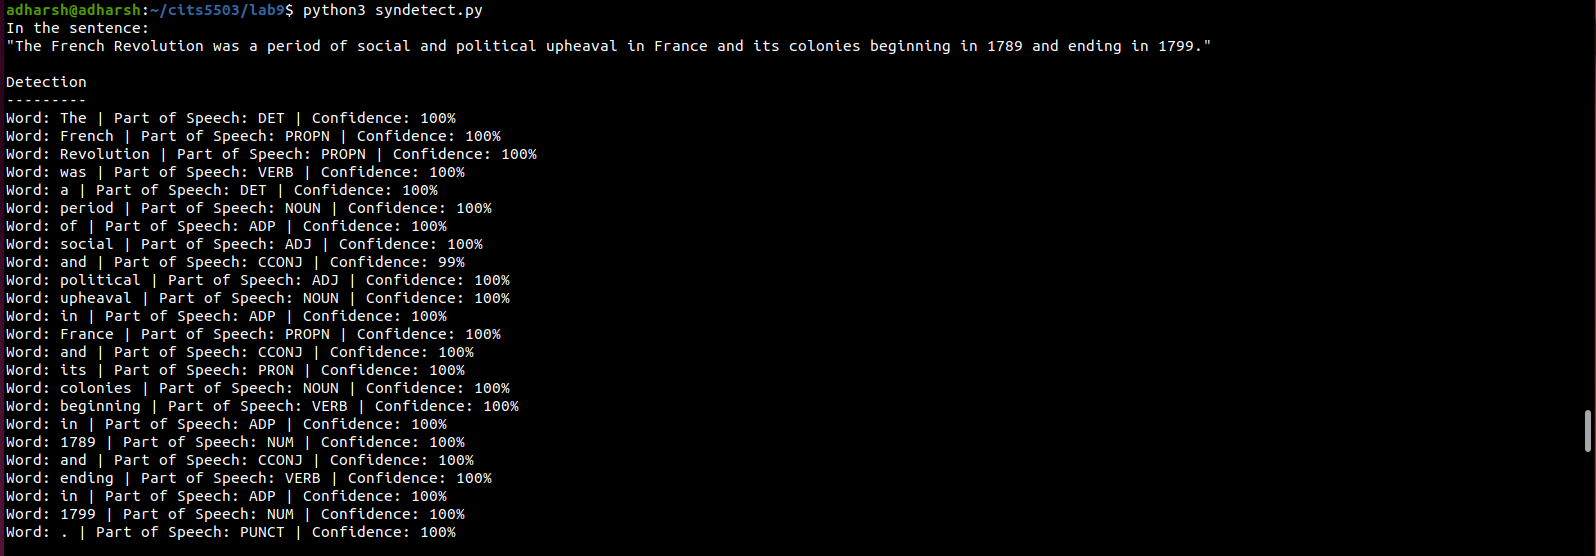 adharsh@adharsh:~/cits5503/lab9$ python3 syndetect.py
In the sentence:
"The French Revolution was a period of social and political upheaval in France and its colonies beginning in 1789 and ending in 1799."
Detection
---------
Word: The | Part of Speech: DET | Confidence: 100%
Word: French | Part of Speech: PROPN | Confidence: 100%
Word: Revolution | Part of Speech: PROPN | Confidence: 100%
Word: was | Part of Speech: VERB | Confidence: 100%
Word: a | Part of Speech: DET | Confidence: 100%
Word: period | Part of Speech: NOUN | Confidence: 100%
Word: of | Part of Speech: ADP | Confidence: 100%
Word: social | Part of Speech: ADJ | Confidence: 100%
Word: and | Part of Speech: CCONJ | Confidence: 99%
Word: political | Part of Speech: ADJ | Confidence: 100%
Word: upheaval | Part of Speech: NOUN | Confidence: 100%
Word: in | Part of Speech: ADP | Confidence: 100%
Word: France | Part of Speech: PROPN | Confidence: 100%
Word: and | Part of Speech: CCONJ | Confidence: 100%
Word: its | Part of Speech: PRON | Confidence: 100%
Word: colonies | Part of Speech: NOUN | Confidence: 100%
Word: beginning | Part of Speech: VERB | Confidence: 100%
Word: in | Part of Speech: ADP | Confidence: 100%
Word: 1789 | Part of Speech: NUM | Confidence: 100%
Word: and | Part of Speech: CCONJ | Confidence: 100%
Word: ending | Part of Speech: VERB | Confidence: 100%
Word: in | Part of Speech: ADP | Confidence: 100%
Word: 1799 | Part of Speech: NUM | Confidence: 100%
Word: . | Part of Speech: PUNCT | Confidence: 100%